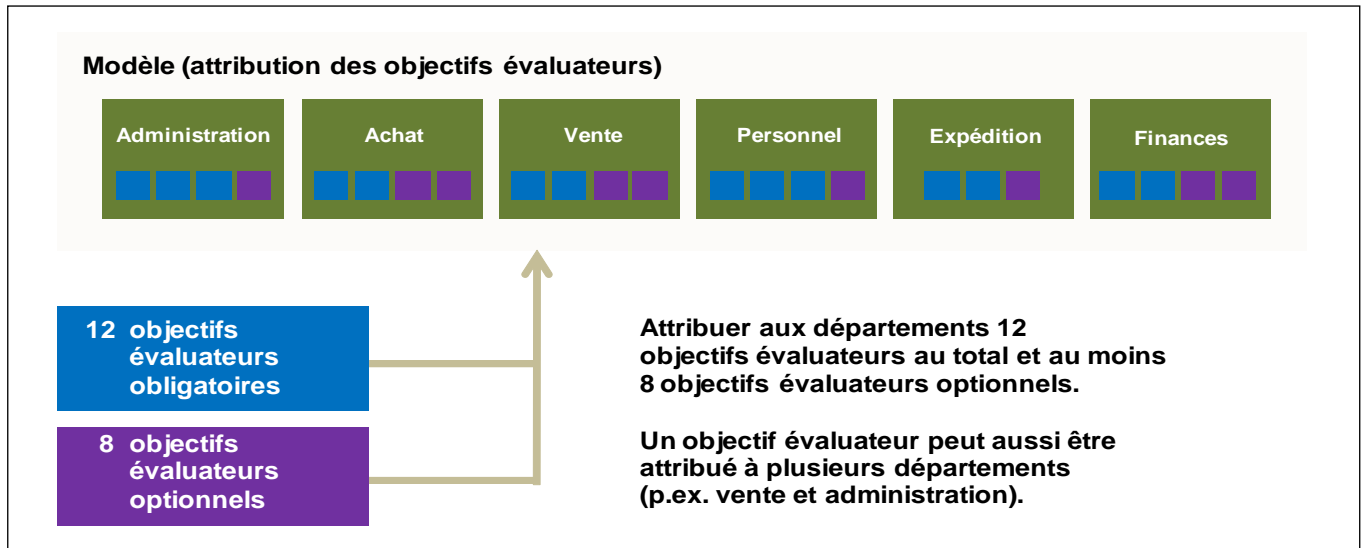 Modèle (attribution des objectifs évaluateurs)
Administration
Achat
Vente
Personnel
Expédition
Finances
12 objectifs
évaluateurs
obligatoires
8 objectifs
évaluateurs
optionnels
Attribuer aux départements 12
objectifs évaluateurs au total et au moins
8 objectifs évaluateurs optionnels.
Un objectif évaluateur peut aussi être
attribué à plusieurs départements
(p.ex. vente et administration).